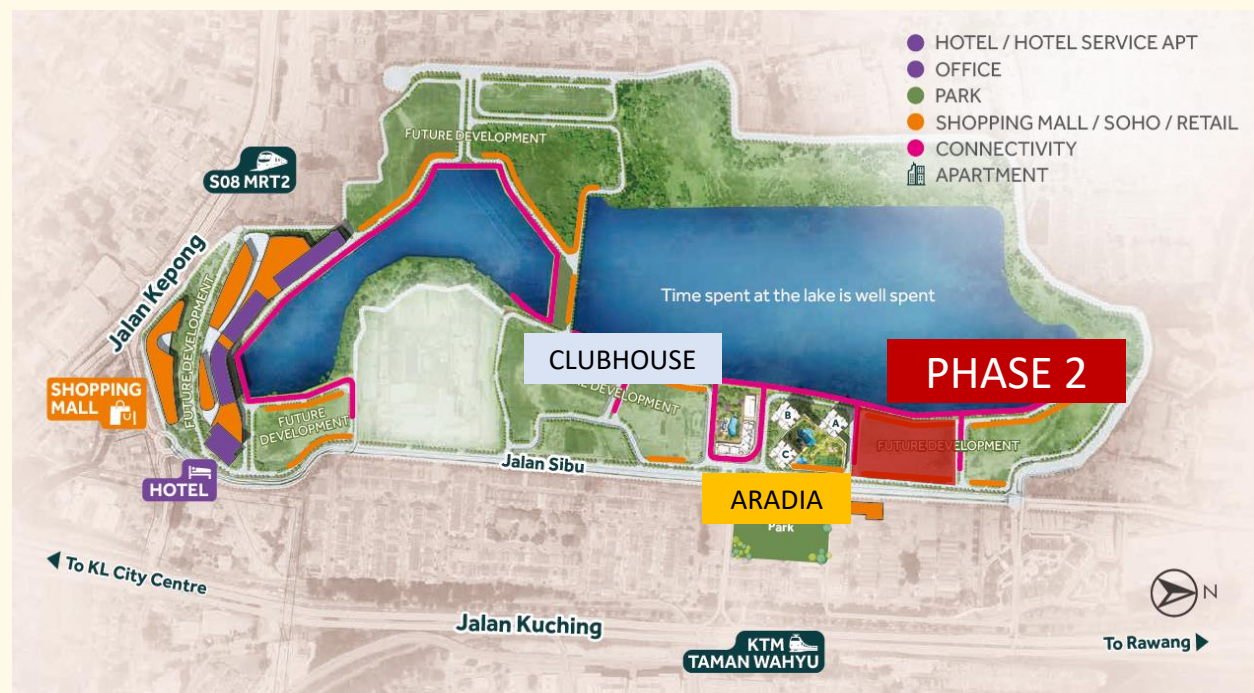 HOTEL / HOTEL SERVICE APT
OFFICE
PARK
SHOPPING MALL / SOHO / RETAIL
CONNECTIVITY
APARTMENT
FUTURE DEVELOPMENT
S08 MRT2
Jalan Kepong
FUTURE DEVELOPMENT
Time spent at the lake is well spent
CLUBHOUSE
PHASE 2
SHOPPING
MALL
FUTURE
DEVELOPMENT
DEVELOPMENT
B
A
C
FUTURE DEVELOPMENT
Jalan Sibu
HOTEL
ARADIA
Park
To KL City Centre
N
Jalan Kuching
KTM
TAMAN WAHYU
To Rawang